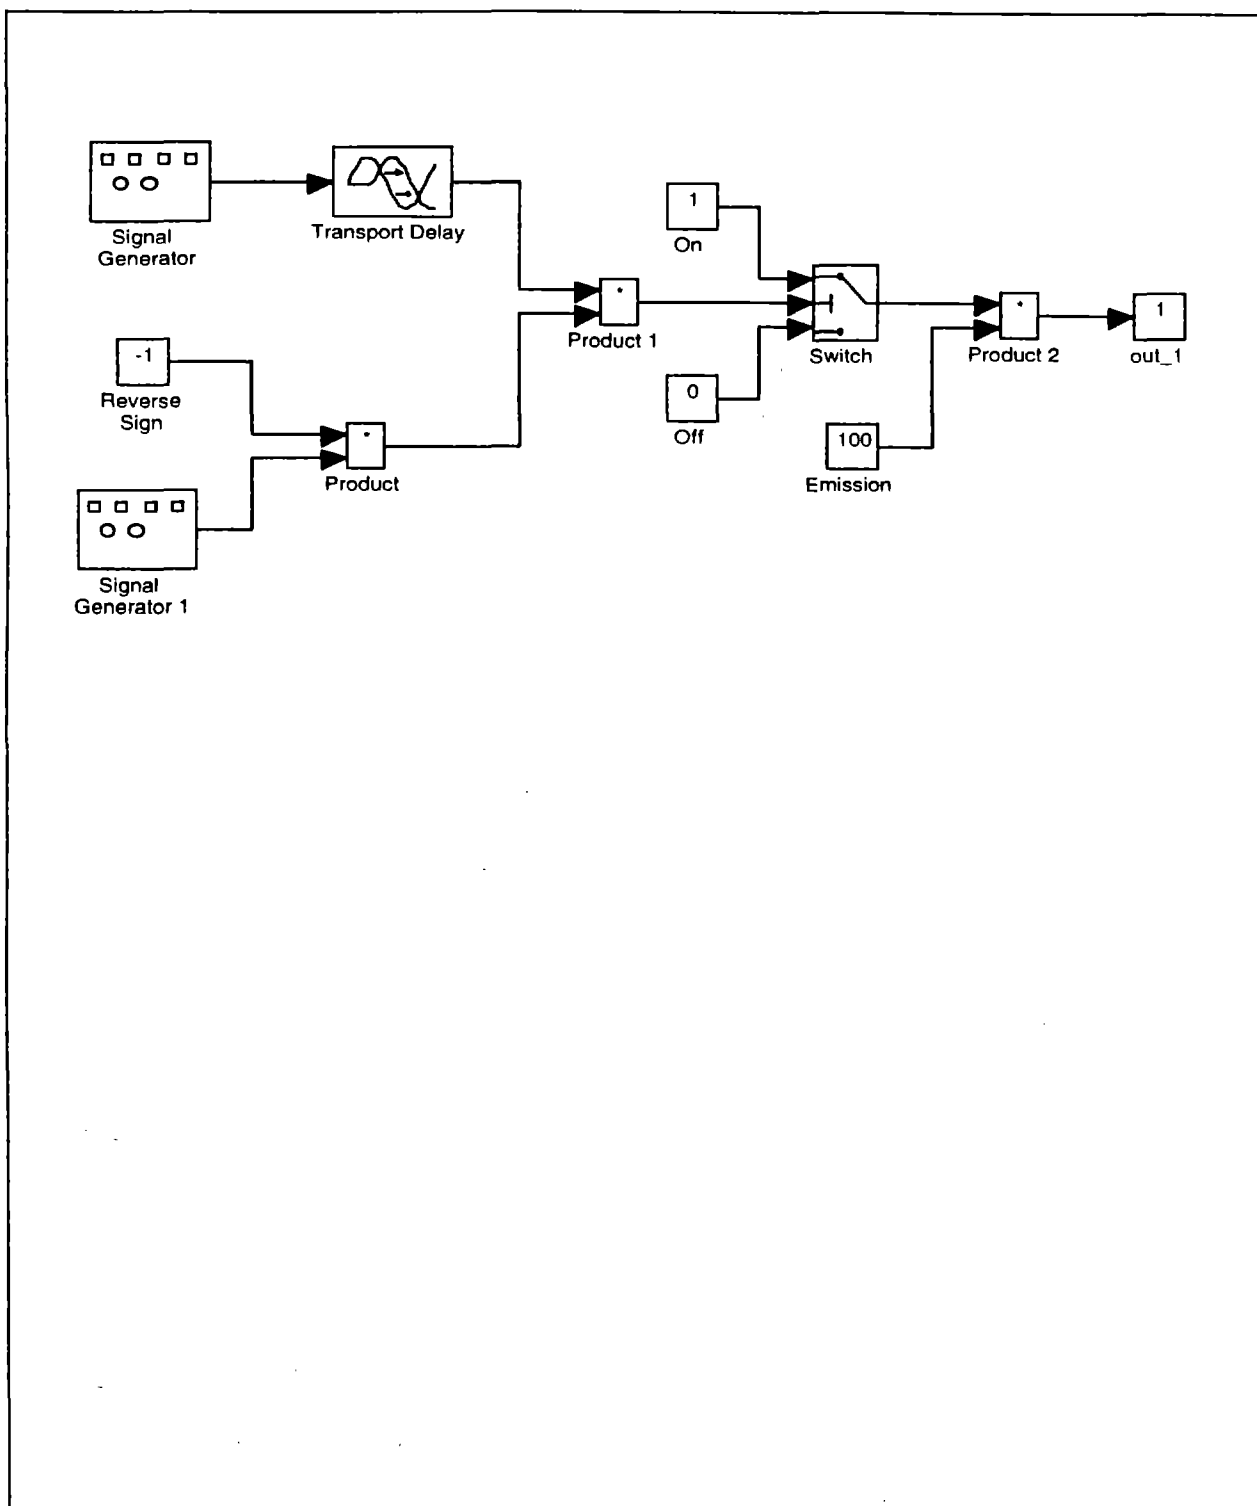 Signal
Generator
Transport Delay
1
On
Product 1
Switch
Product 2
1
out_1
-1
Reverse
Sign
0
Off
100
Emission
Product
Signal
Generator 1